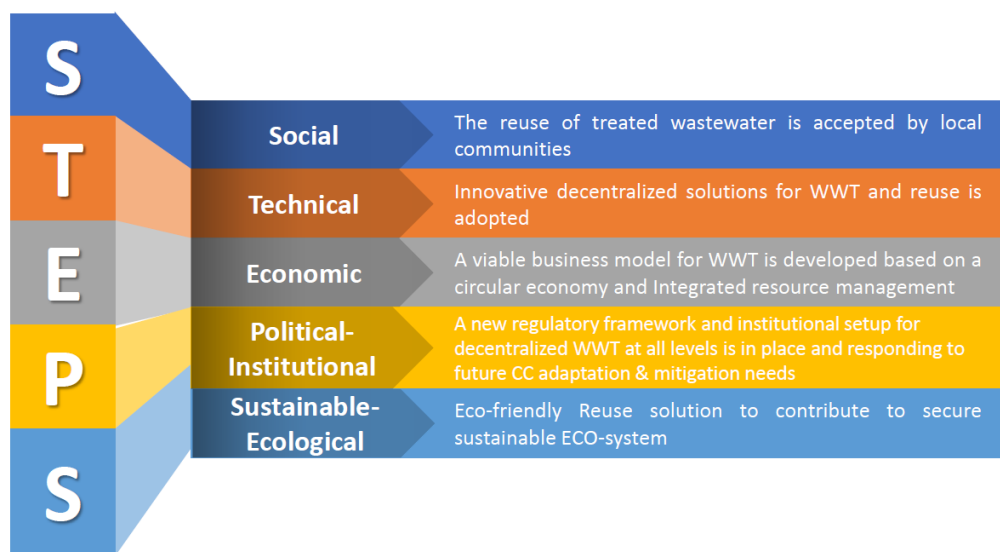 S
T
E
P
S
Social
The reuse of treated wastewater is accepted by local
communities
Technical
Innovative decentralized solutions for WWT and reuse is
adopted
Economic
A viable business model for WWT is developed based on a
circular economy and Integrated resource management
Political-
Institutional
A new regulatory framework and institutional setup for
decentralized WWT at all levels is in place and responding to
future CC adaptation & mitigation needs
Sustainable-
Ecological
Eco-friendly Reuse solution to contribute to secure
sustainable ECO-system